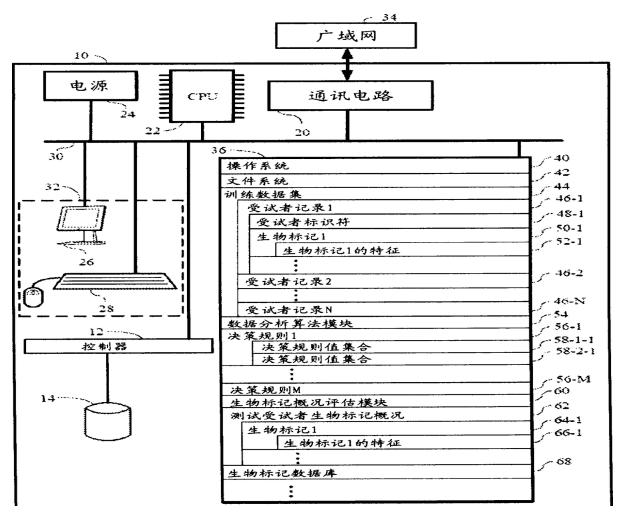 34
广域网
10
电源
24
CPU
22
通讯电路
20
30
36
操作系统
40
文件系统
42
训练数据集
44
受试者记录1
46-1
受试者标识符
48-1
生物标记1
50-1
生物标记1的特征
52-1
受试者记录2
46-2
受试者记录N
46-N
数据分析算法模块
54
决策规则1
56-1
决策规则值集合
58-1-1
决策规则值集合
58-2-1
决策规则M
56-M
生物标记概况评估模块
60
测试受试者生物标记概况
62
生物标记1
64-1
生物标记1的特征
66-1
生物标记数据库
68
32
26
28
12
控制器
14